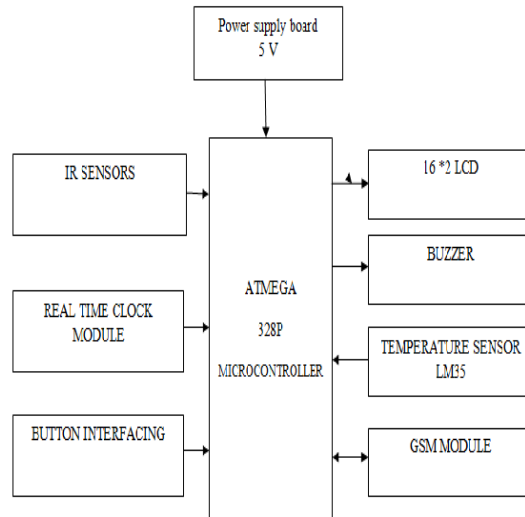 Power supply board
5 V
IR SENSORS
16 *2 LCD
BUZZER
ATMEGA
328P
MICROCONTROLLER
REAL TIME CLOCK
MODULE
TEMPERATURE SENSOR
LM35
BUTTON INTERFACING
GSM MODULE